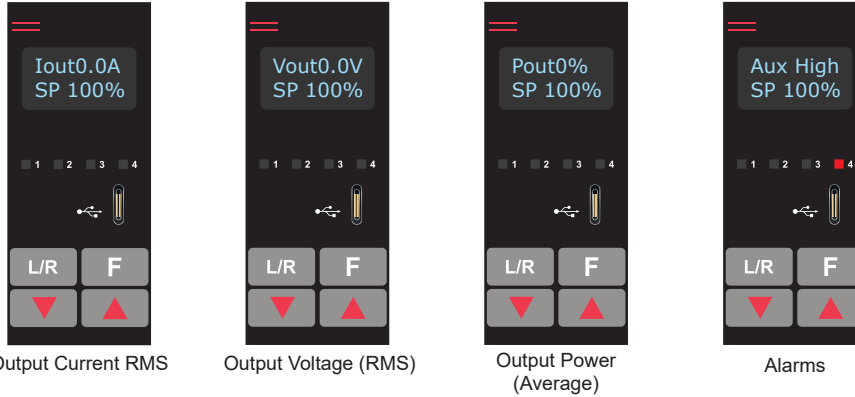 Iout0.0A
SP 100%
1 2 3 4
L/R F
Output Current RMS
Vout0.0V
SP 100%
1 2 3 4
L/R F
Output Voltage (RMS)
Pout0%
SP 100%
1 2 3 4
L/R F
Output Power
(Average)
Aux High
SP 100%
1 2 3 4
L/R F
Alarms